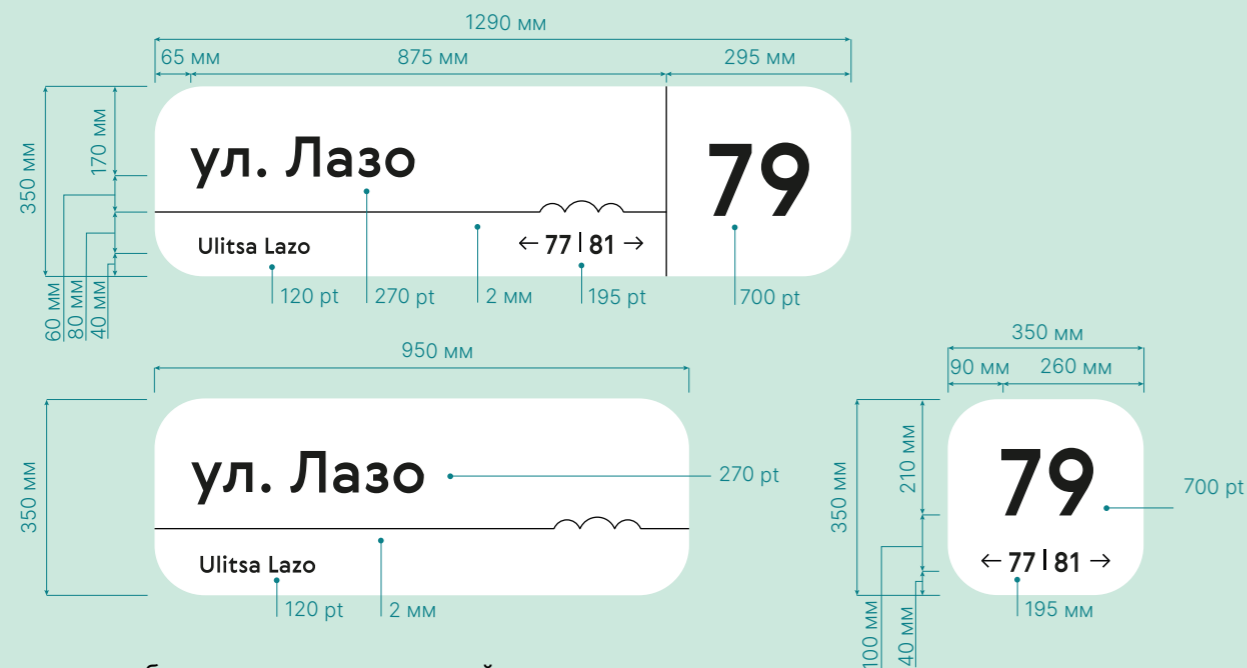 1290 мм
65 мм 875 мм 295 мм
350 мм
170 мм
60 мм
80 мм
40 мм
ул. Лазо
79
Ulitsa Lazo
← 77 | 81 →
120 pt 270 pt 2 мм 195 pt 700 pt
950 мм
350 мм
ул. Лазо
270 pt
Ulitsa Lazo
120 pt 2 мм
350 мм
90 мм 260 мм
350 мм
210 мм
100 мм
40 мм
79
700 pt
← 77 | 81 →
195 мм